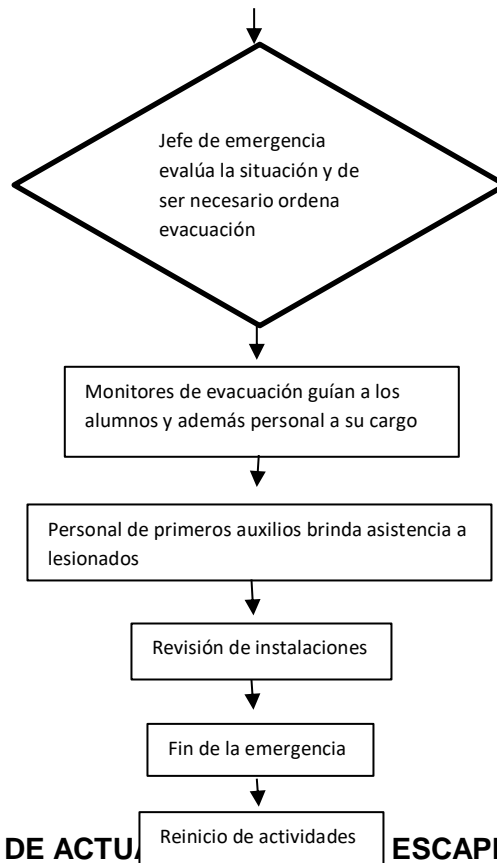 Jefe de emergencia
evalúa la situación y de
ser necesario ordena
evacuación
Monitores de evacuación guían a los
alumnos y además personal a su cargo
Personal de primeros auxilios brinda asistencia a
lesionados
Revisión de instalaciones
Fin de la emergencia
Reinicio de actividades
DE